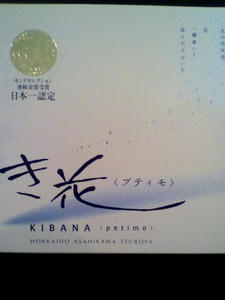 モンドセレクション
連続金賞受賞
日本一認定
き花
〈プティモ〉
KIBANA 〈petimo〉
HOKKAIDO ASAHIKAWA TSUBOYA